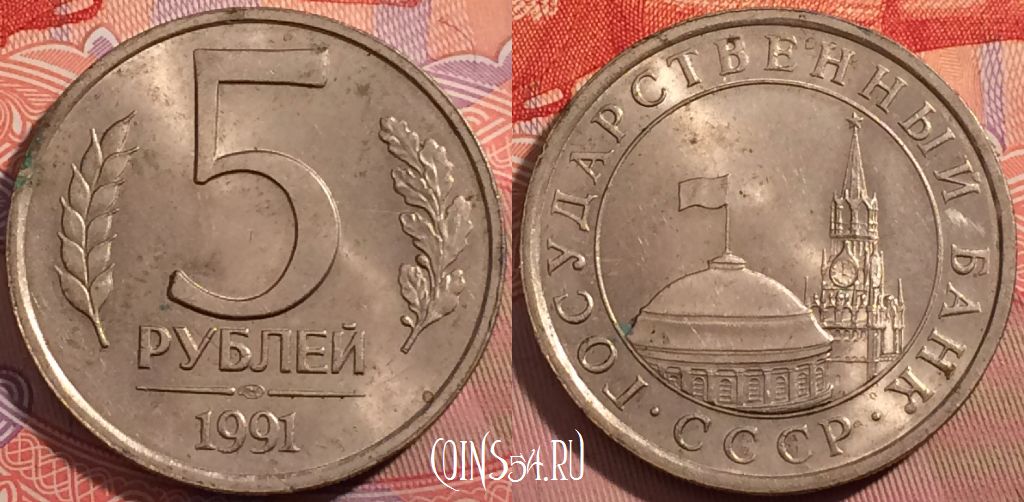 5
РУБЛЕЙ
1991
ГОСУДАРСТВЕННЫЙ БАНК
· СССР ·
COINS54.RU